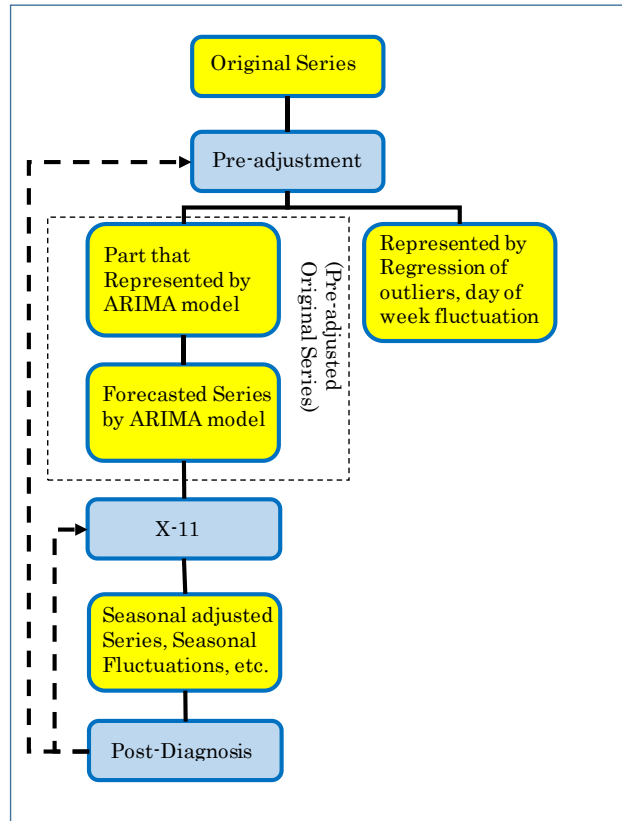 Original Series
Pre-adjustment
Part that
Represented by
ARIMA model
Represented by
Regression of
outliers, day of
week fluctuation
(Pre-adjusted
Original Series)
Forecasted Series
by ARIMA model
X-11
Seasonal adjusted
Series, Seasonal
Fluctuations, etc.
Post-Diagnosis